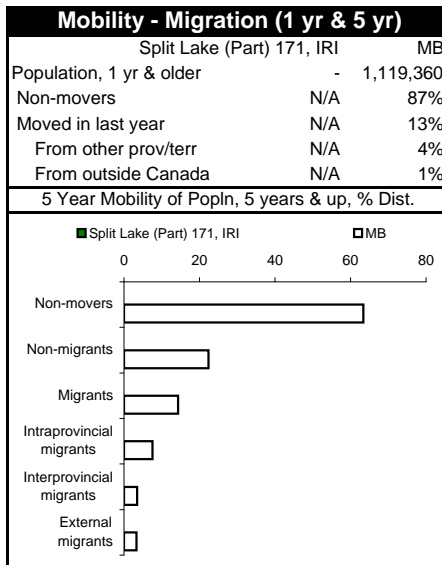 Mobility - Migration (1 yr & 5 yr)
Split Lake (Part) 171, IRI MB
Population, 1 yr & older - 1,119,360
Non-movers N/A 87%
Moved in last year N/A 13%
From other prov/terr N/A 4%
From outside Canada N/A 1%
5 Year Mobility of Popln, 5 years & up, % Dist.
Split Lake (Part) 171, IRI MB
0 20 40 60 80
Non-movers
Non-migrants
Migrants
Intraprovincial
migrants
Interprovincial
migrants
External
migrants